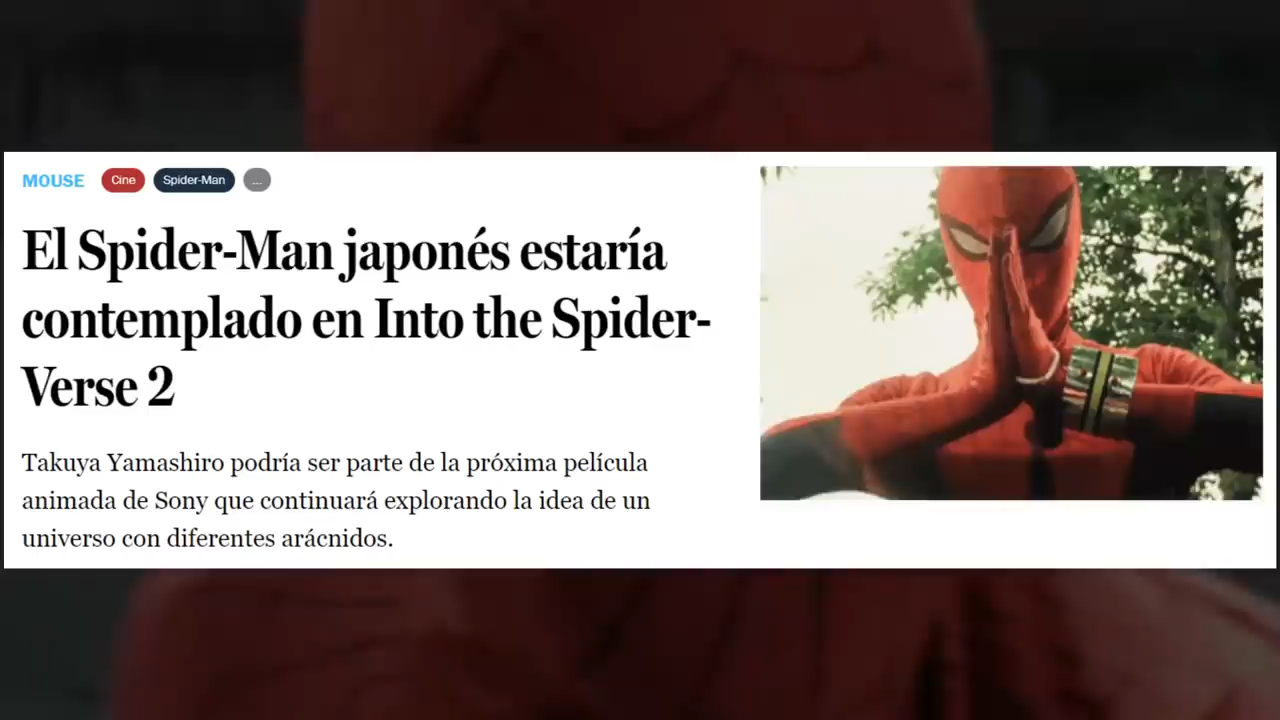 MOUSE Cine Spider-Man ...
El Spider-Man japonés estaría
contemplado en Into the Spider-
Verse 2
Takuya Yamashiro podría ser parte de la próxima película
animada de Sony que continuará explorando la idea de un
universo con diferentes arácnidos.